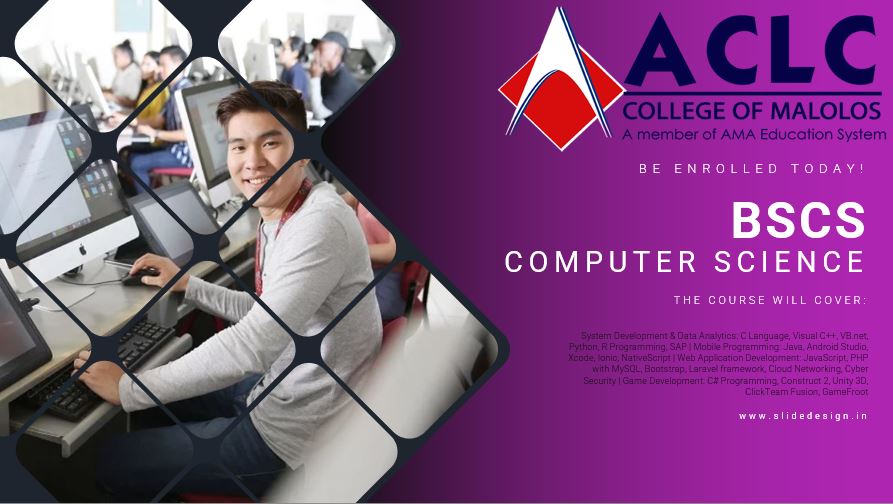 ACLC
COLLEGE OF MALOLOS
A member of AMA Education System
BE ENROLLED TODAY!
BSCS
COMPUTER SCIENCE
THE COURSE WILL COVER:
System Development & Data Analytics: C Language, Visual C++, VB.net,
Python, R Programming, SAP | Mobile Programming: Java, Android Studio,
Xcode, Ionic, NativeScript | Web Application Development: JavaScript, PHP
with MySQL, Bootstrap, Laravel framework, Cloud Networking, Cyber
Security | Game Development: C# Programming, Construct 2, Unity 3D,
ClickTeam Fusion, GameFroot
www.slidedesign.in